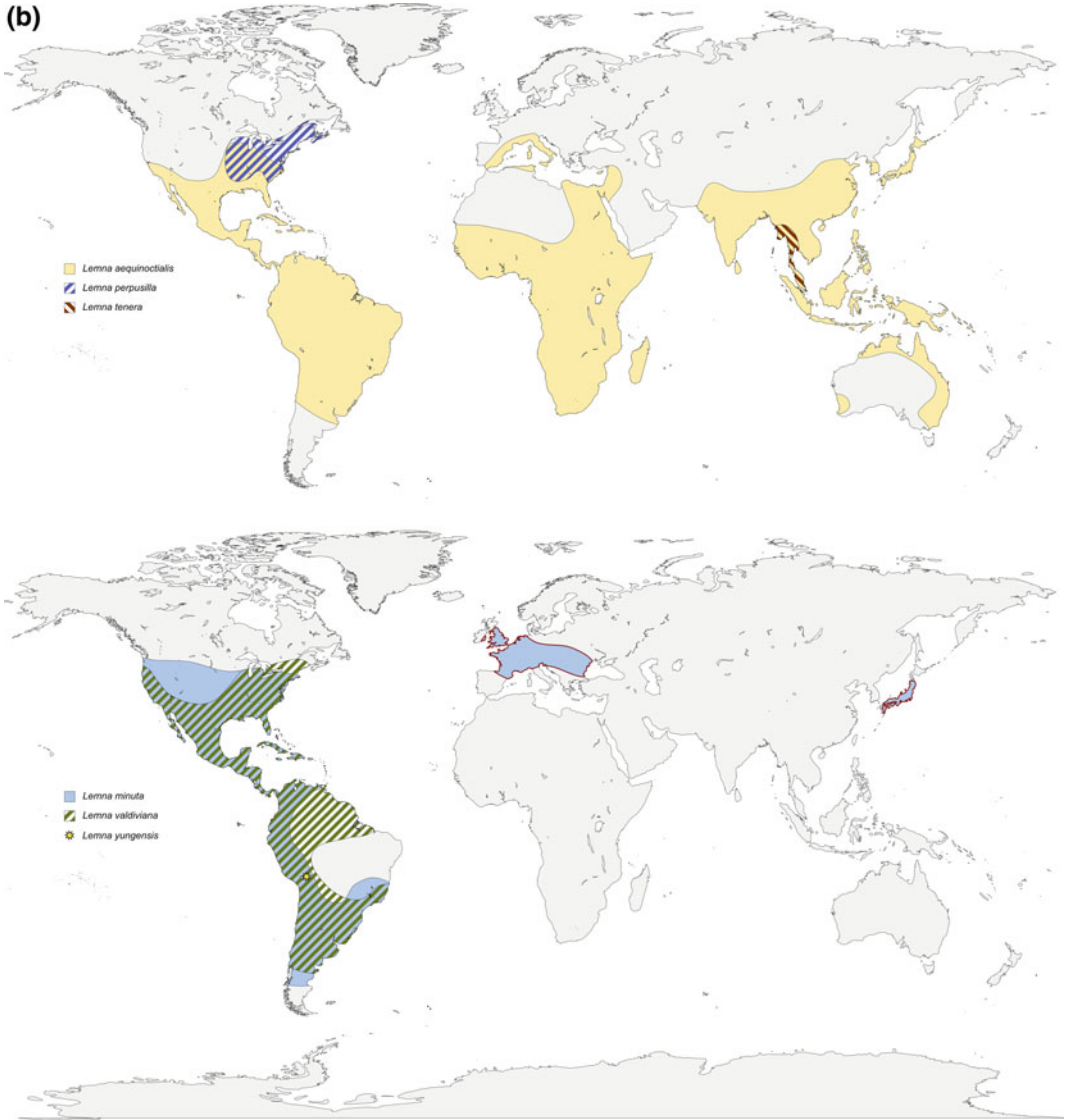 (b)
Lemna aequinoctialis
Lemna perpusilla
Lemna tenera
Lemna minuta
Lemna valdiviana
Lemna yungensis